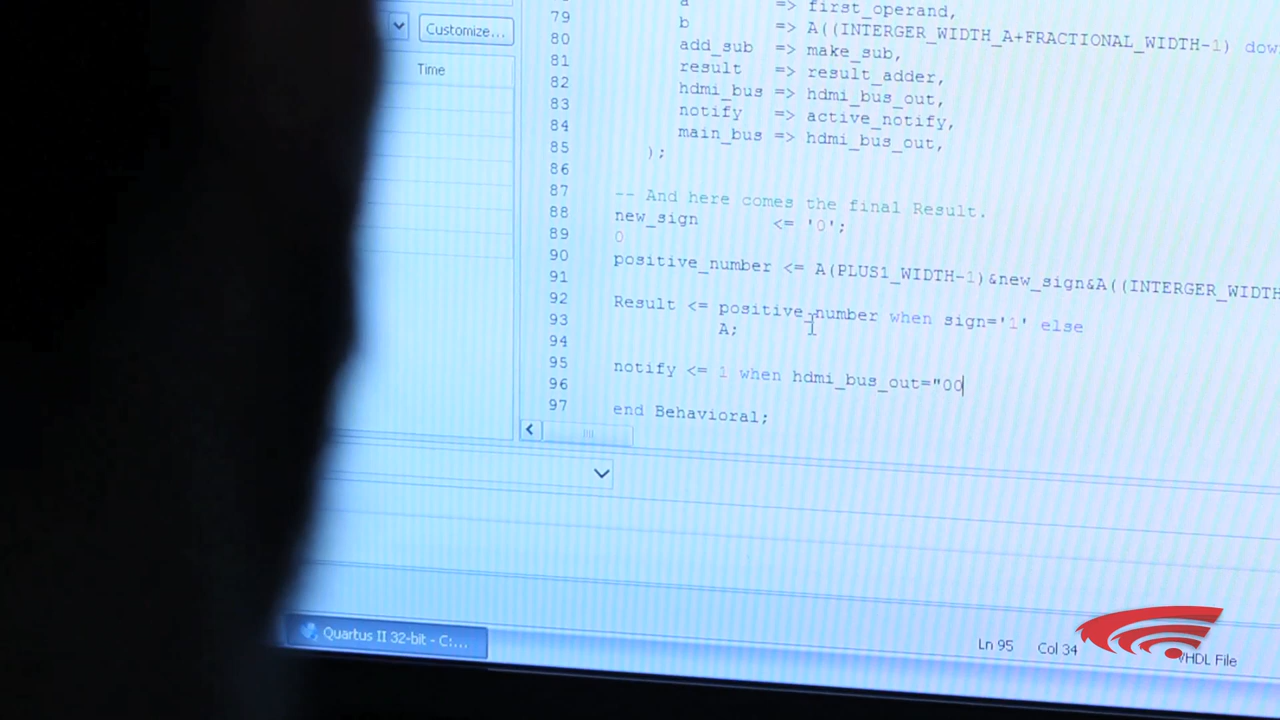 Customize...
Time
79
80
81
82
83
84
85
86
87
88
89
90
91
92
93
94
95
96
97
=> first_operand,
b => A((INTERGER_WIDTH_A+FRACTIONAL_WIDTH-1)
add_sub => make_sub,
result => result_adder,
hdmi_bus => hdmi_bus_out,
notify => active_notify,
main_bus => hdmi_bus_out,
);
-- And here comes the final Result.
new_sign <= '0';
0
positive_number <= A(PLUS1_WIDTH-1)&new_sign&A((INTERGER_WIDTH
Result <= positive_number when sign='1' else
A;
notify <= 1 when hdmi_bus_out="00
end Behavioral;
Quartus II 32-bit - C:...
Ln 95 Col 34
VHDL File